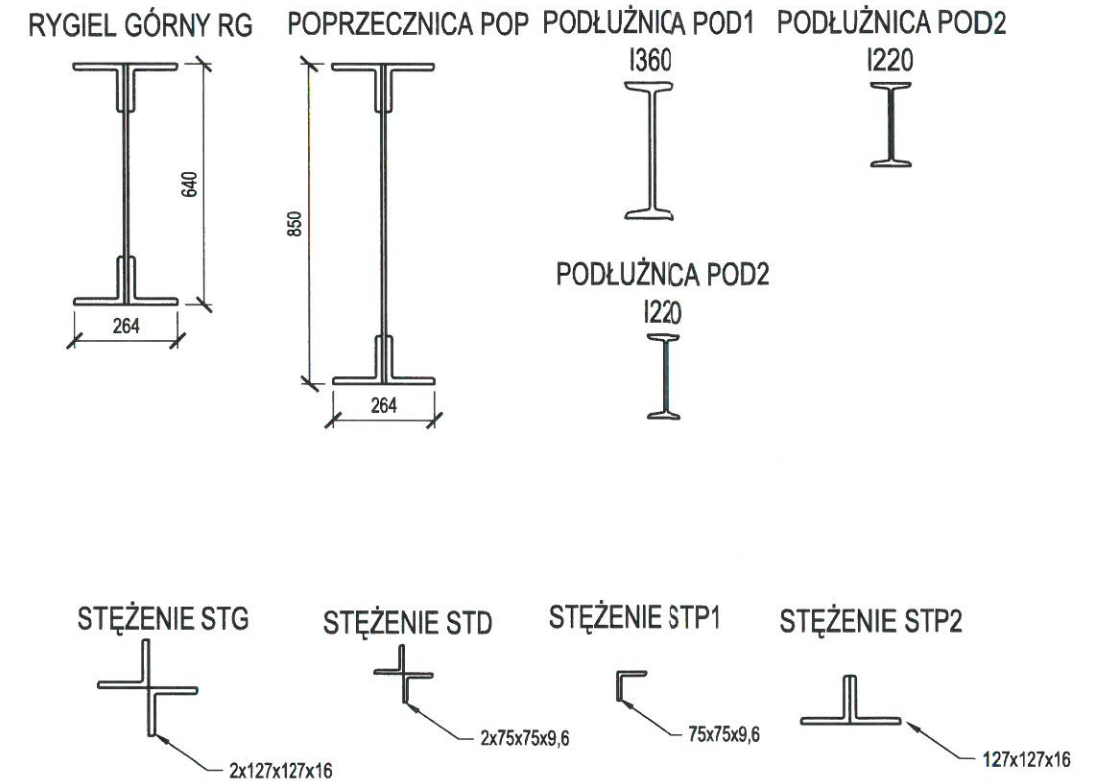 RYGIEL GÓRNY RG
640
264
POPRZECZNICA POP
850
264
PODŁUŻNICA POD1
I360
PODŁUŻNICA POD2
I220
PODŁUŻNICA POD2
I220
STĘŻENIE STG
2x127x127x16
STĘŻENIE STD
2x75x75x9,6
STĘŻENIE STP1
75x75x9,6
STĘŻENIE STP2
127x127x16